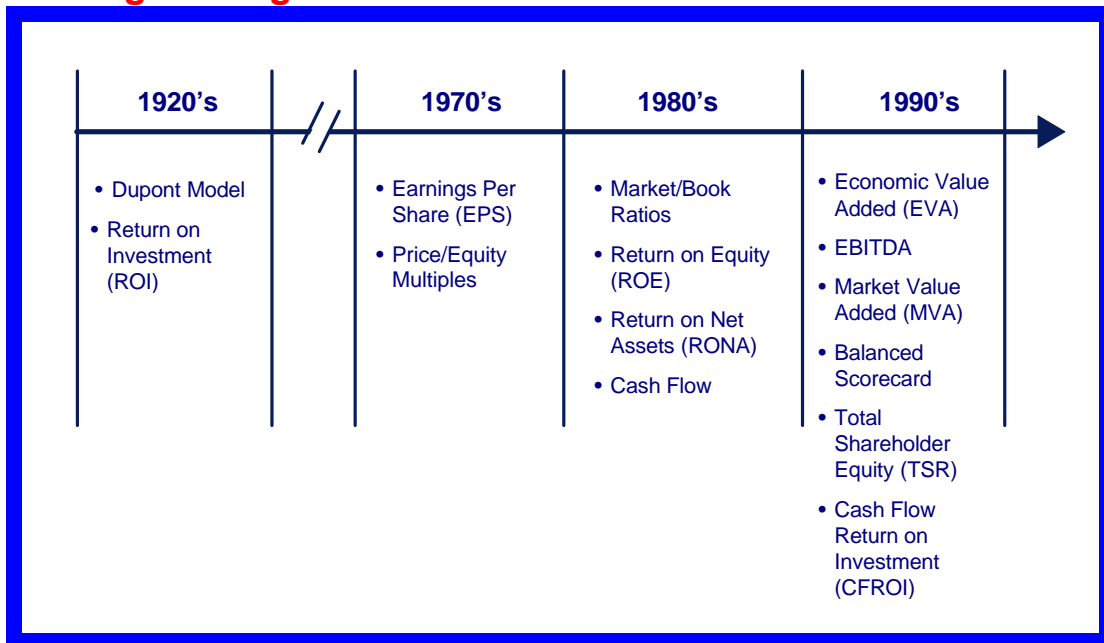 1920’s
1970’s
1980’s
1990’s
• Dupont Model
• Return on
Investment
(ROI)
• Earnings Per
Share (EPS)
• Price/Equity
Multiples
• Market/Book
Ratios
• Return on Equity
(ROE)
• Return on Net
Assets (RONA)
• Cash Flow
• Economic Value
Added (EVA)
• EBITDA
• Market Value
Added (MVA)
• Balanced
Scorecard
• Total
Shareholder
Equity (TSR)
• Cash Flow
Return on
Investment
(CFROI)